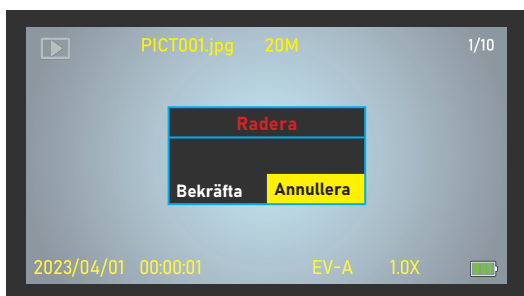 PICT001.jpg 20M 1/10
Radera
Bekräfta Annullera
2023/04/01 00:00:01 EV-A 1.0X